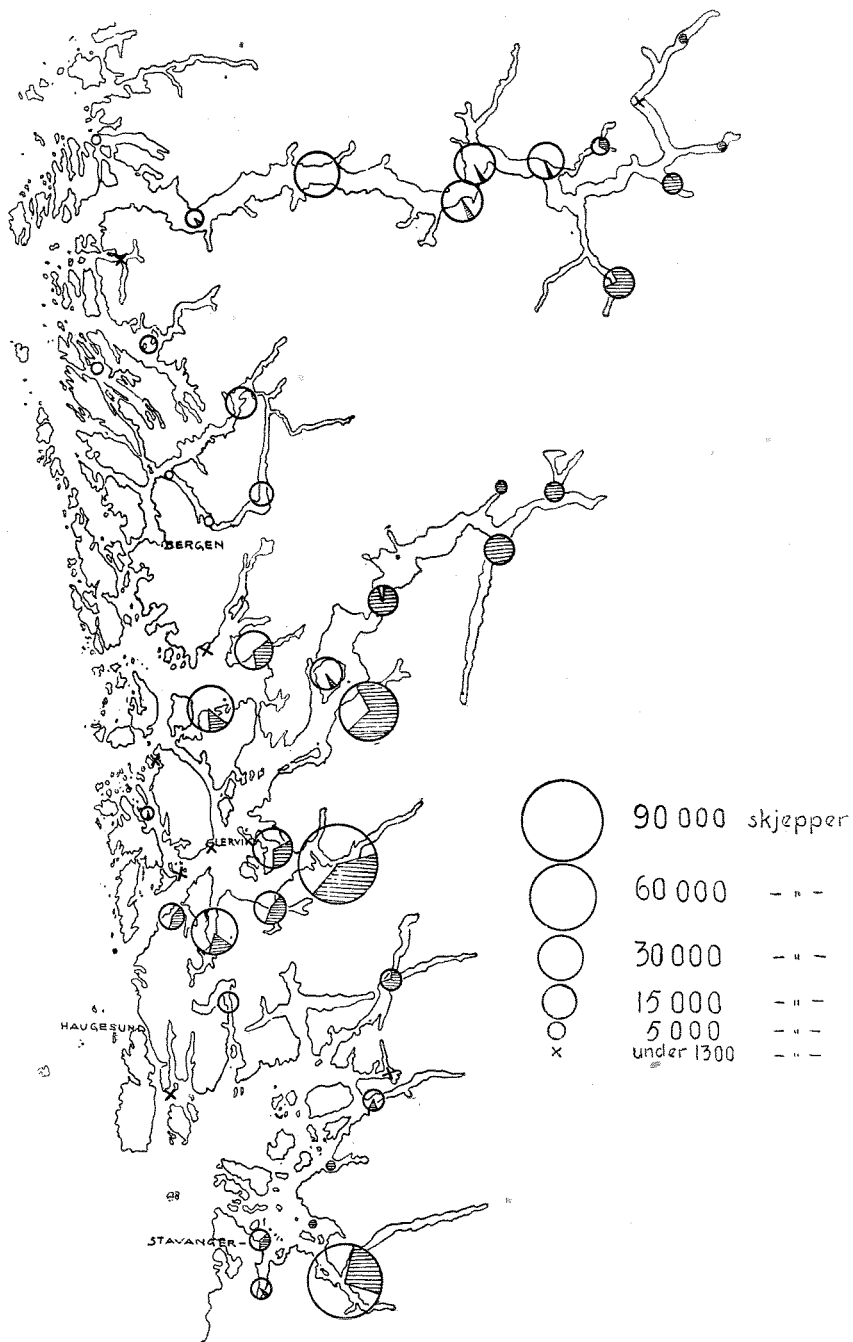 BERGEN
LERVIK
90 000 skjepper
60 000 - " -
30 000 - " -
HAUGESUND
15 000 - " -
5 000 - " -
x under 1300 - " -
STAVANGER